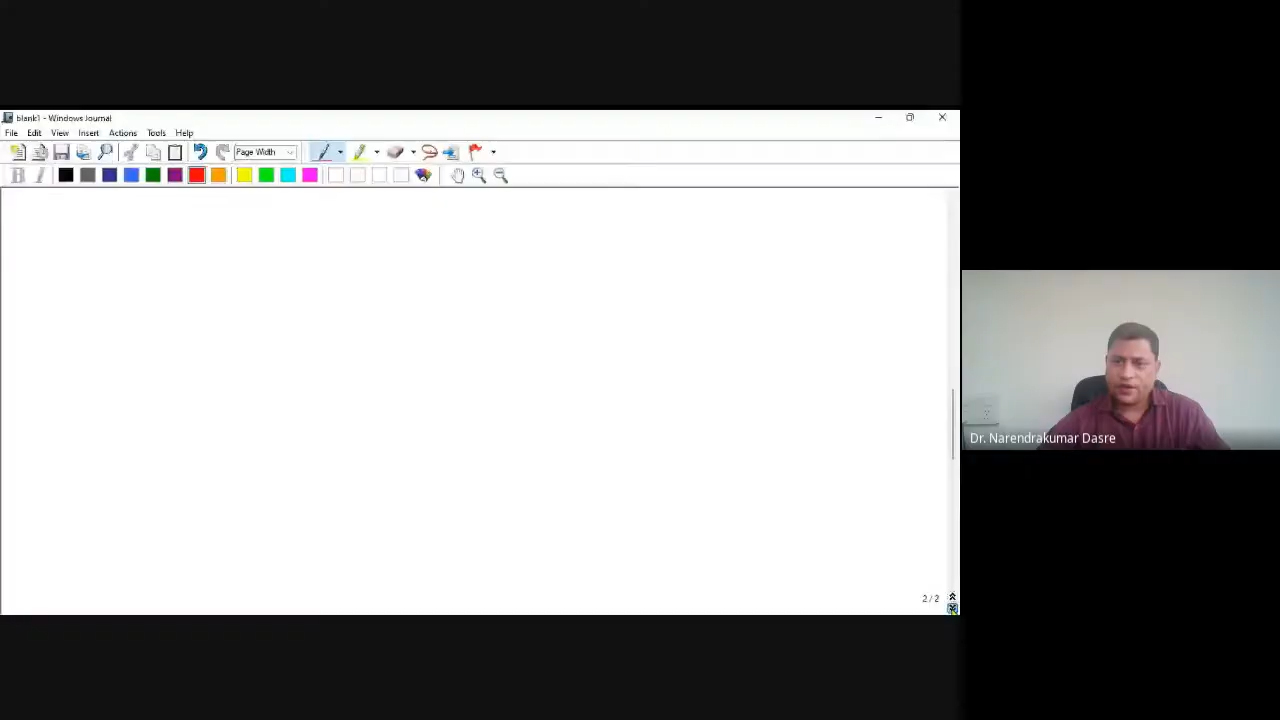 blank1 - Windows Journal
File Edit View Insert Actions Tools Help
Page Width
B I
2 / 2
Dr. Narendrakumar Dasre